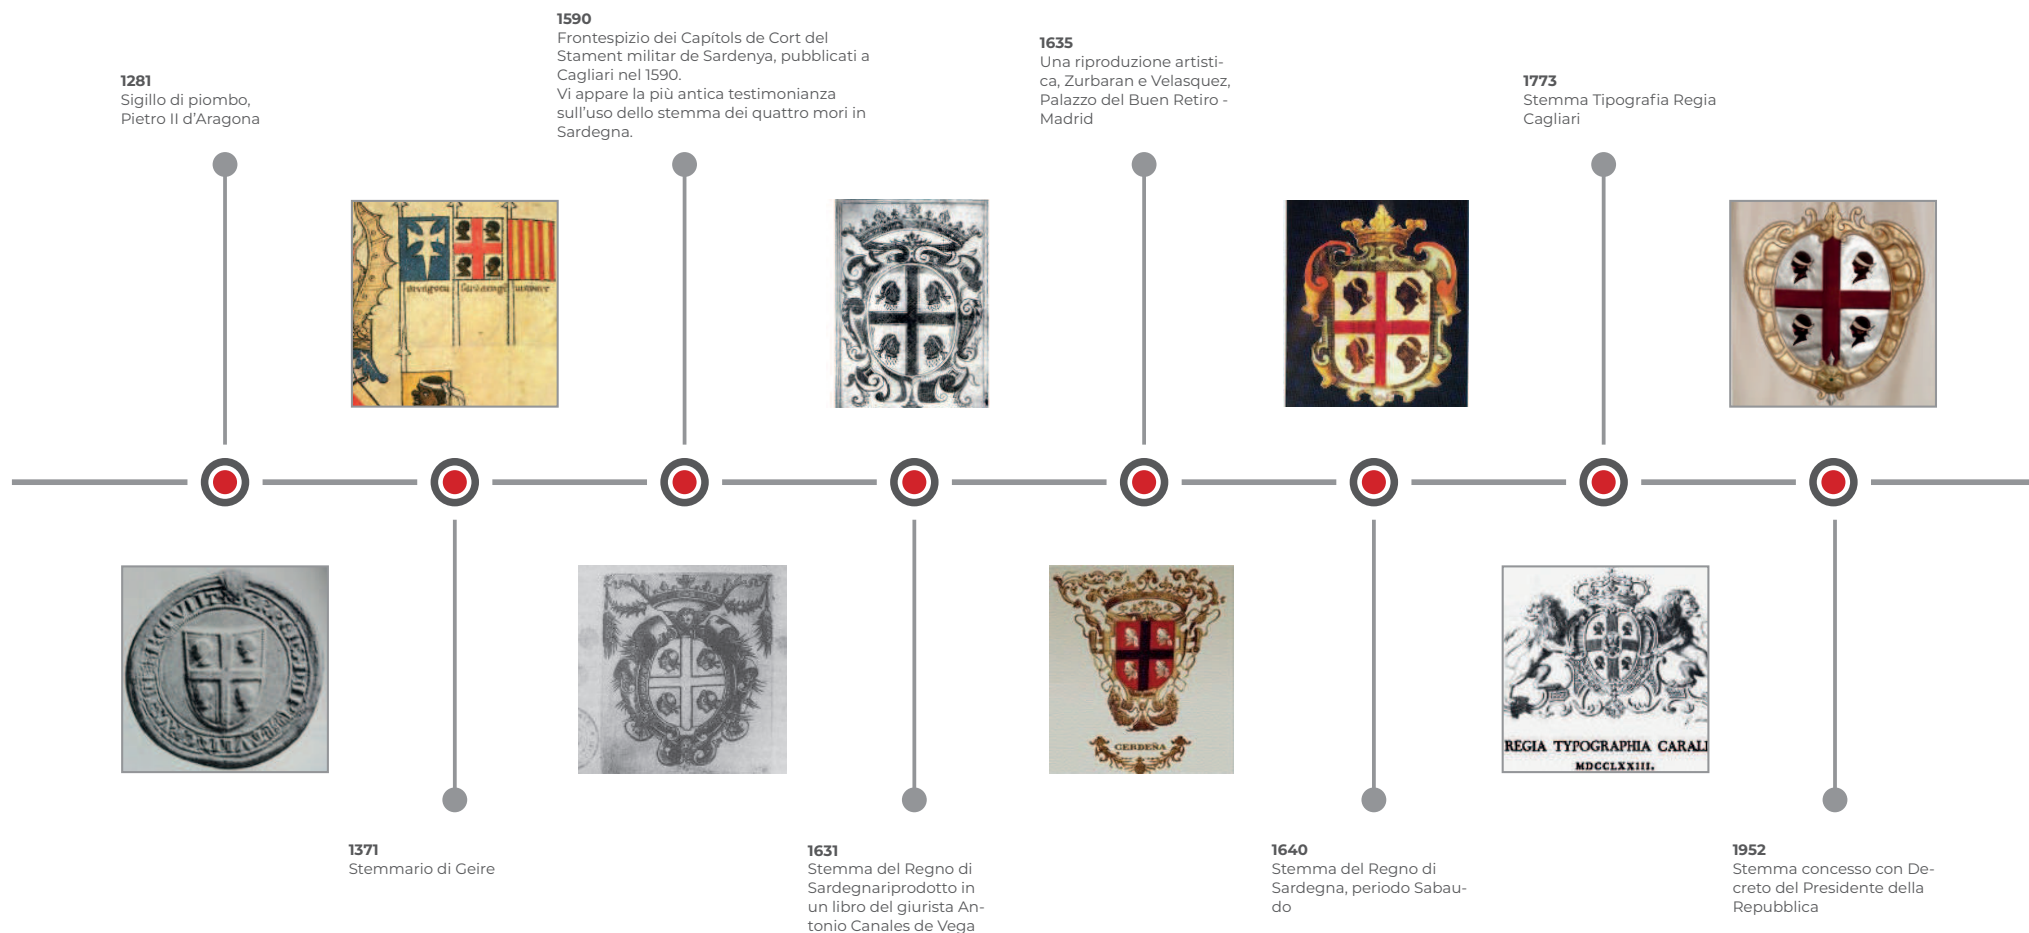 1281
Sigillo di piombo,
Pietro II d’Aragona
1371
Stemmario di Geire
1590
Frontespizio dei Capítols de Cort del
Stament militar de Sardenya, pubblicati a
Cagliari nel 1590.
Vi appare la più antica testimonianza
sull’uso dello stemma dei quattro mori in
Sardegna.
1631
Stemma del Regno di
Sardegnariprodotto in
un libro del giurista An-
tonio Canales de Vega
1635
Una riproduzione artisti-
ca, Zurbaran e Velasquez,
Palazzo del Buen Retiro -
Madrid
CERDEÑA
1640
Stemma del Regno di
Sardegna, periodo Sabau-
do
1773
Stemma Tipografia Regia
Cagliari
REGIA TYPOGRAPHIA CARALI
MDCCLXXIII.
1952
Stemma concesso con De-
creto del Presidente della
Repubblica